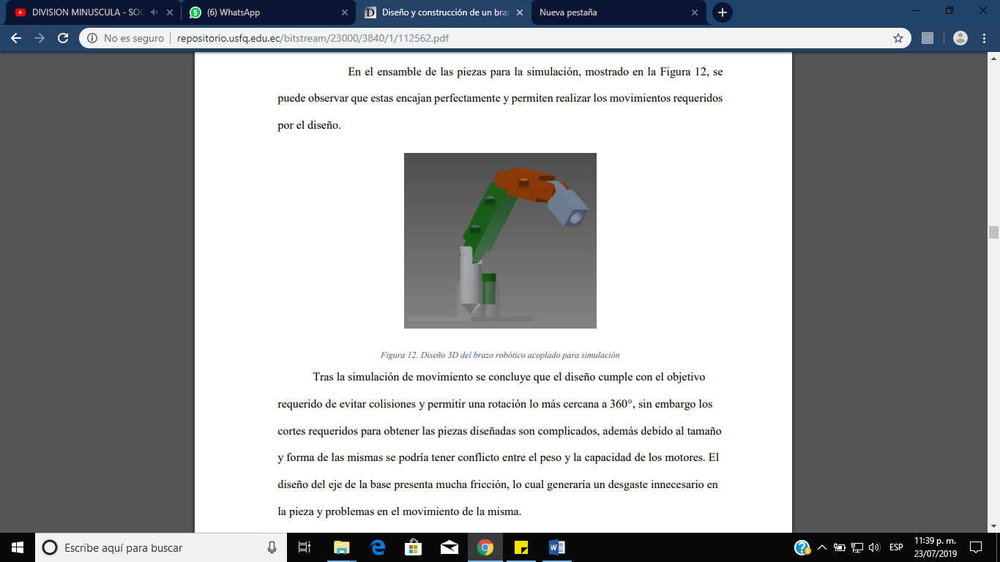 DIVISION MINUSCULA - SOC
(6) WhatsApp
Diseño y construcción de un braz
Nueva pestaña
No es seguro
repositorio.usfq.edu.ec/bitstream/23000/3840/1/112562.pdf
En el ensamble de las piezas para la simulación, mostrado en la Figura 12, se
puede observar que estas encajan perfectamente y permiten realizar los movimientos requeridos
por el diseño.
Figura 12. Diseño 3D del brazo robótico acoplado para simulación
Tras la simulación de movimiento se concluye que el diseño cumple con el objetivo
requerido de evitar colisiones y permitir una rotación lo más cercana a 360°, sin embargo los
cortes requeridos para obtener las piezas diseñadas son complicados, además debido al tamaño
y forma de las mismas se podría tener conflicto entre el peso y la capacidad de los motores. El
diseño del eje de la base presenta mucha fricción, lo cual generaría un desgaste innecesario en
la pieza y problemas en el movimiento de la misma.
Escribe aquí para buscar
ESP
11:39 p. m.
23/07/2019